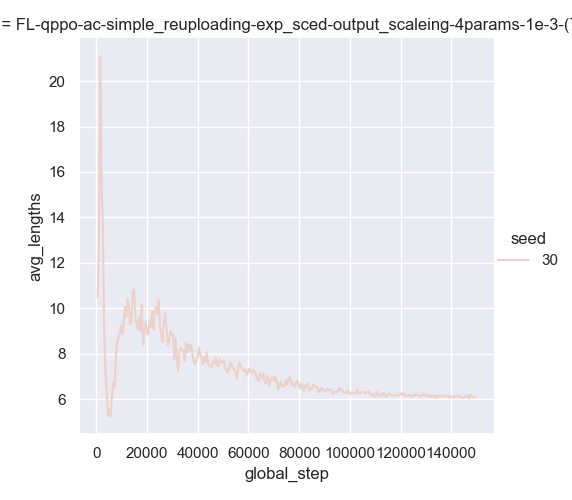 = FL-qppo-ac-simple_reuploading-exp_sced-output_scaleing-4params-1e-3-(
20
18
16
14
12
10
8
6
avg_lengths
0 20000 40000 60000 80000 100000 120000 140000
global_step
seed
30